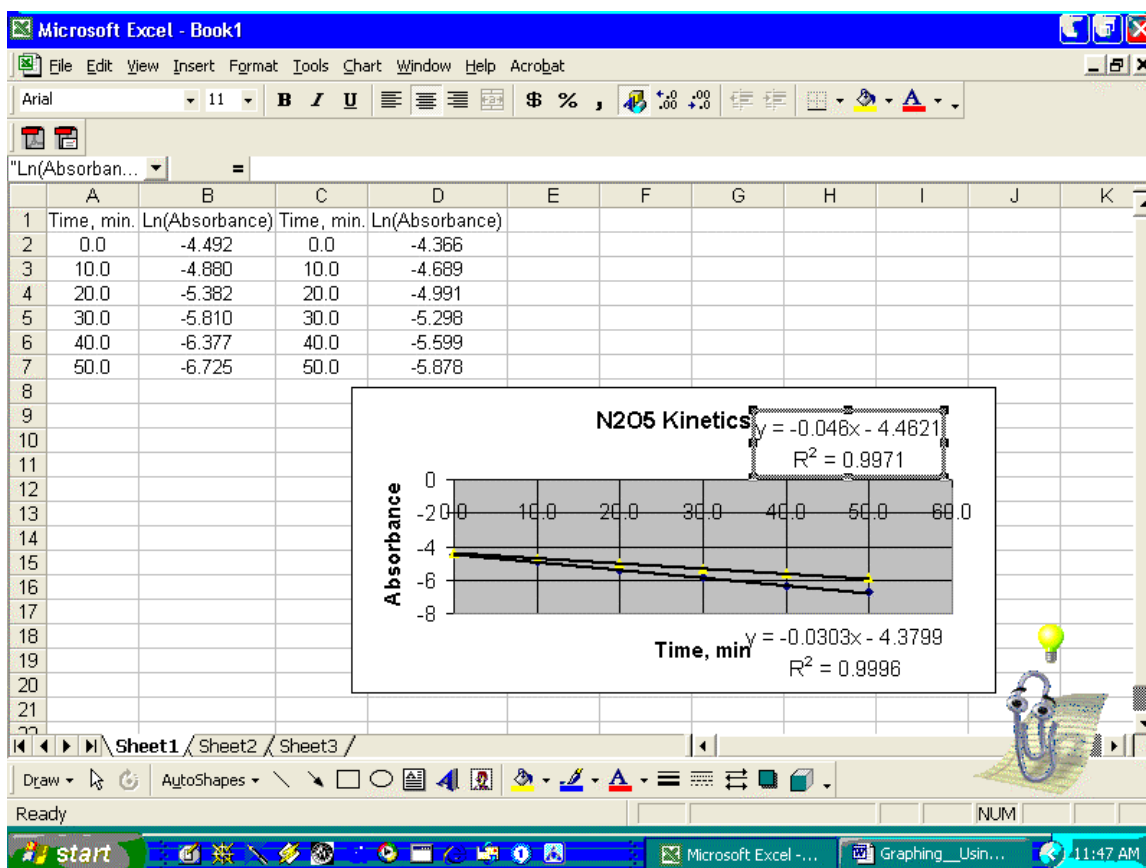 Microsoft Excel - Book1
File Edit View Insert Format Tools Chart Window Help Acrobat
Arial 11 B I U $ % , .00 .00
"Ln(Absorban... =
A B C D E F G H I J K
1 Time, min. Ln(Absorbance) Time, min. Ln(Absorbance)
2 0.0 -4.492 0.0 -4.366
3 10.0 -4.880 10.0 -4.689
4 20.0 -5.382 20.0 -4.991
5 30.0 -5.810 30.0 -5.298
6 40.0 -6.377 40.0 -5.599
7 50.0 -6.725 50.0 -5.878
8
9
10
11
12
13
14
15
16
17
18
19
20
21
22
N2O5 Kinetics
y = -0.046x - 4.4621
R² = 0.9971
Absorbance
0
-2
-4
-6
-8
0.0 10.0 20.0 30.0 40.0 50.0 60.0
Time, min
y = -0.0303x - 4.3799
R² = 0.9996
Sheet1 Sheet2 Sheet3
Draw AutoShapes A
Ready NUM
start Microsoft Excel -... Graphing__Usin... 11:47 AM